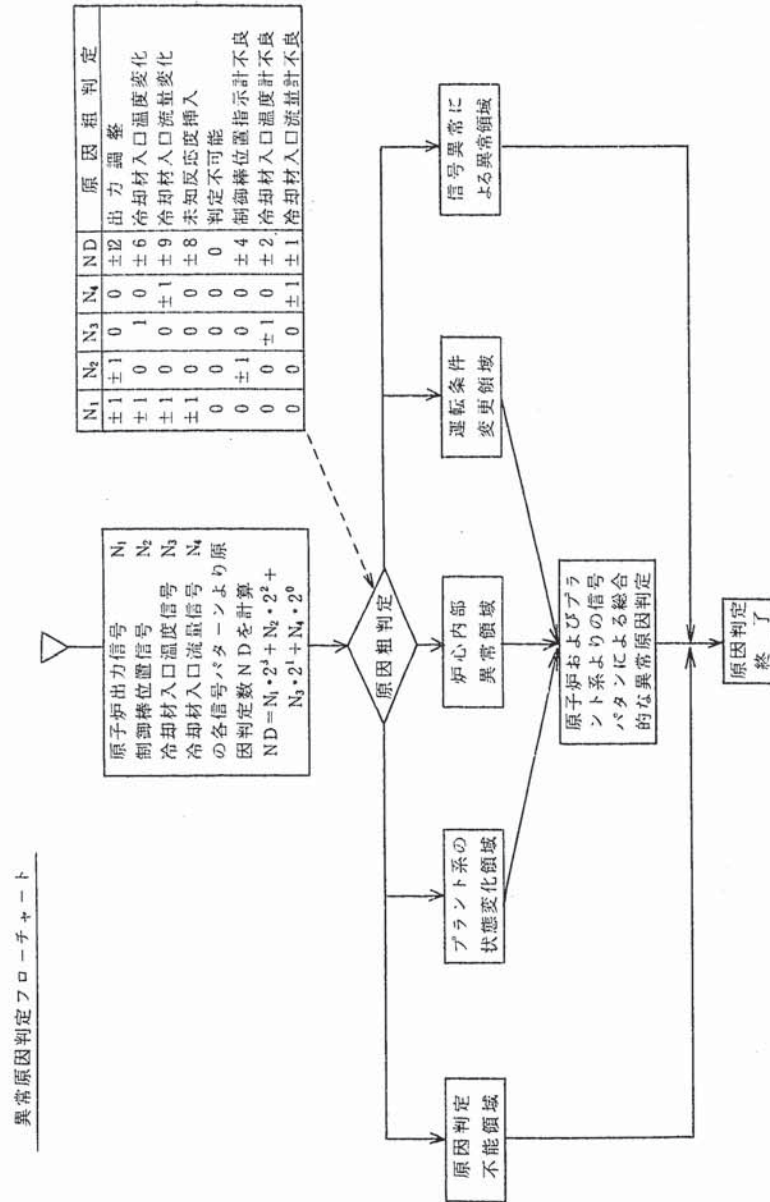 異常原因判定フローチャート
原子炉出力信号 N₁
制御棒位置信号 N₂
冷却材入口温度信号 N₃
冷却材入口流量信号 N₄
の各信号パターンより原
因判定数NDを計算
ND=N₁・2³+N₂・2²+
N₃・2¹+N₄・2⁰
N₁ N₂ N₃ N₄ ND 原因粗判定
±1 ±1 0 0 ±12 出力調整
±1 0 1 0 ±6 冷却材入口温度変化
±1 0 0 ±1 ±9 冷却材入口流量変化
±1 0 0 0 ±8 未知反応度挿入
0 0 0 0 0 判定不可能
0 ±1 0 0 ±4 制御棒位置指示計不良
0 0 ±1 0 ±2 冷却材入口温度計不良
0 0 0 ±1 ±1 冷却材入口流量計不良
原因粗判定
原因判定
不能領域
プラント系の
状態変化領域
炉心内部
異常領域
運転条件
変更領域
信号異常に
よる異常領域
原子炉およびプラ
ント系よりの信号
パタンによる総合
的な異常原因判定
原因判定
終了